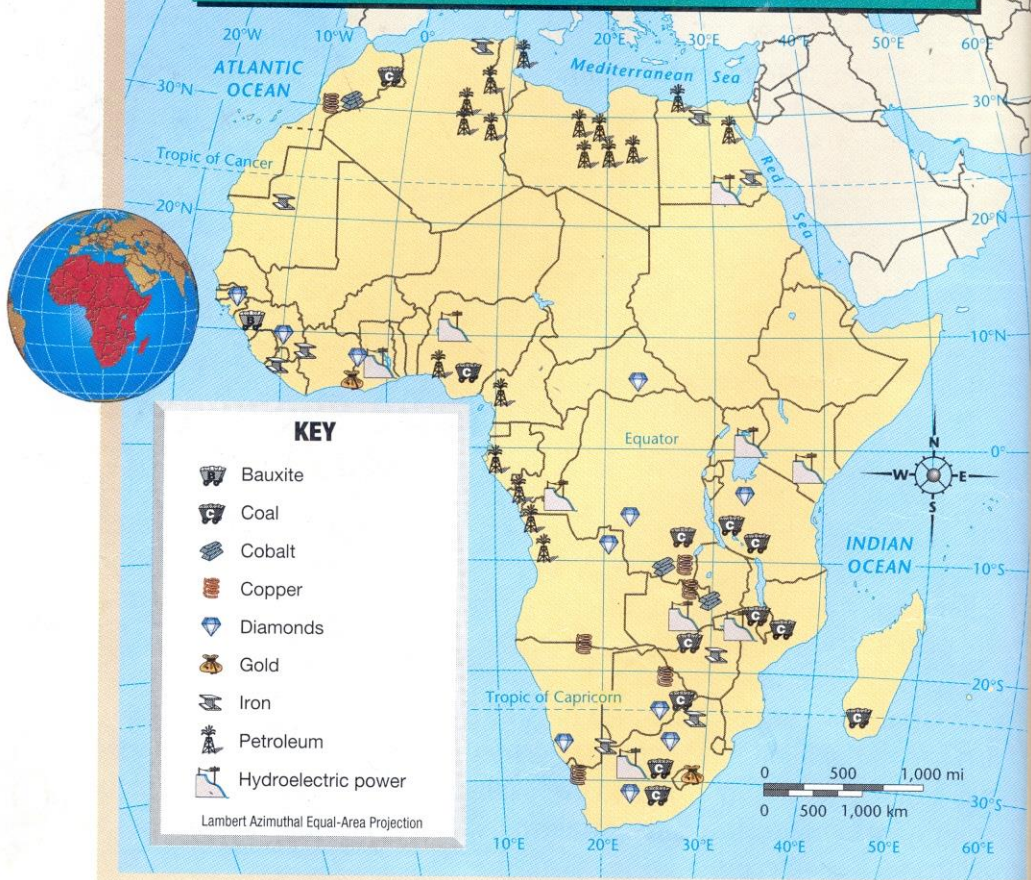 20°W 10°W 0° 20°E 30°E 40°E 50°E 60°E
ATLANTIC
OCEAN
Mediterranean Sea
30°N
30°N
Tropic of Cancer
Red
Sea
20°N
20°N
10°N
KEY
B Bauxite
C Coal
Cobalt
Copper
Diamonds
Gold
Iron
Petroleum
Hydroelectric power
Lambert Azimuthal Equal-Area Projection
Equator
0°
N
W E
S
INDIAN
OCEAN
10°S
20°S
Tropic of Capricorn
0 500 1,000 mi
0 500 1,000 km
30°S
10°E 20°E 30°E 40°E 50°E 60°E
C
C
C
C
C
C
C
C
C
C
C
C
C
B